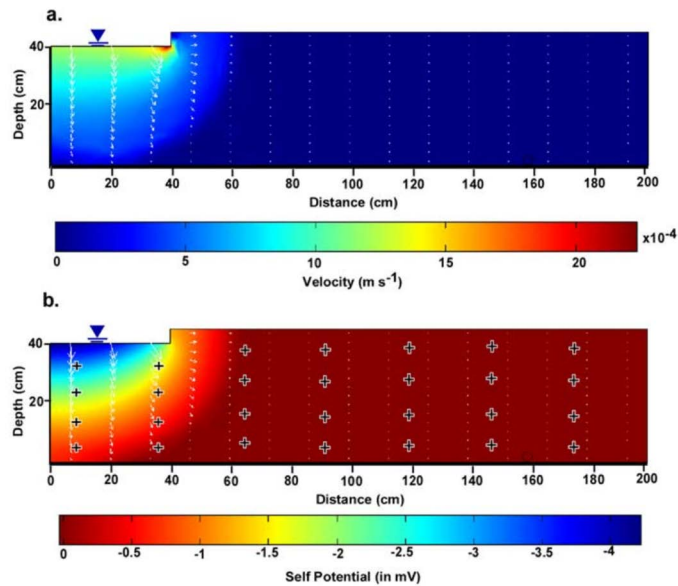 a.
40
20
Depth (cm)
0 20 40 60 80 100 120 140 160 180 200
Distance (cm)
0 5 10 15 20 x10-4
Velocity (m s-1)
b.
40
20
Depth (cm)
0 20 40 60 80 100 120 140 160 180 200
Distance (cm)
0 -0.5 -1 -1.5 -2 -2.5 -3 -3.5 -4
Self Potential (in mV)